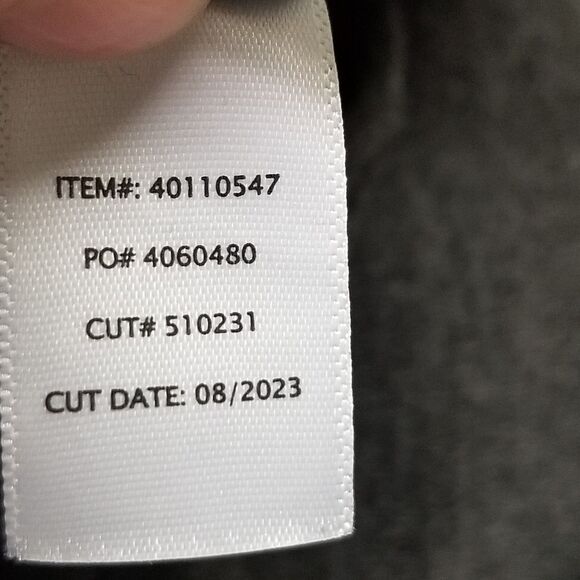 ITEM#: 40110547
PO# 4060480
CUT# 510231
CUT DATE: 08/2023